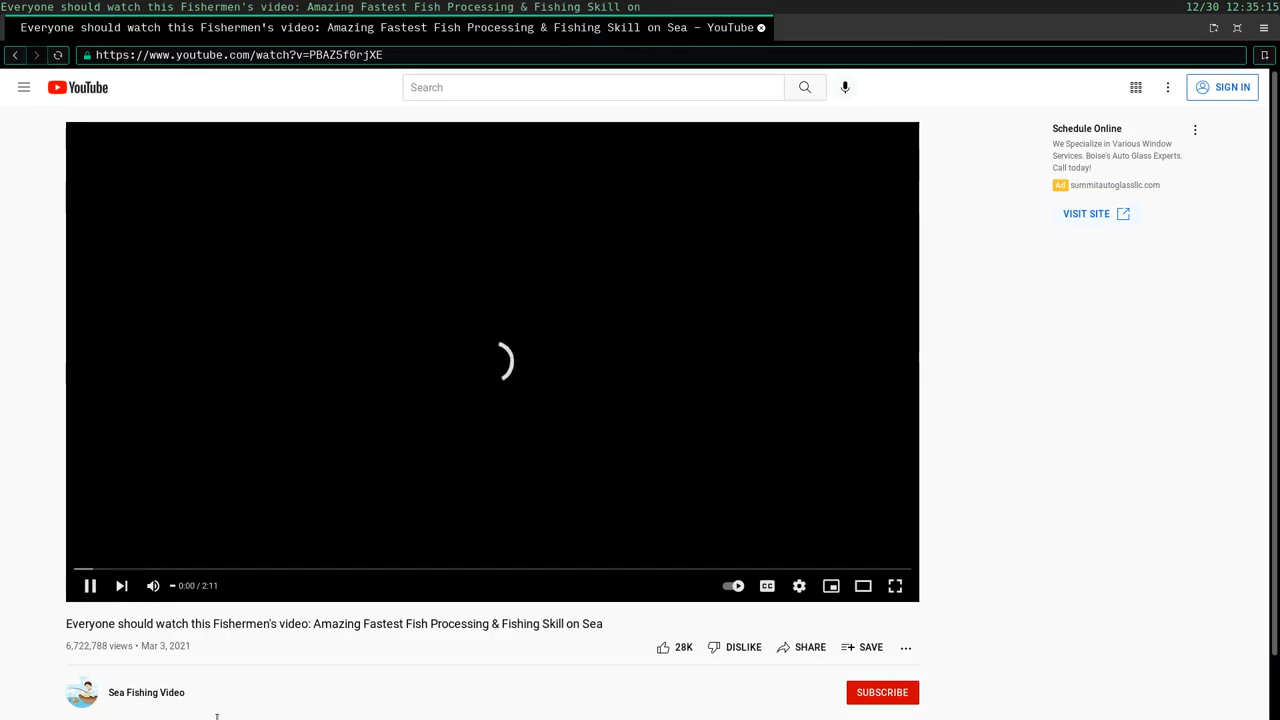 Everyone should watch this Fishermen's video: Amazing Fastest Fish Processing & Fishing Skill on
12/30 12:35:15
Everyone should watch this Fishermen's video: Amazing Fastest Fish Processing & Fishing Skill on Sea – YouTube
https://www.youtube.com/watch?v=PBAZ5f0rjXE
YouTube
Search
SIGN IN
Schedule Online
We Specialize in Various Window
Services. Boise's Auto Glass Experts.
Call today!
Ad summitautoglassllc.com
VISIT SITE
0:00 / 2:11
CC
Everyone should watch this Fishermen's video: Amazing Fastest Fish Processing & Fishing Skill on Sea
6,722,788 views • Mar 3, 2021
28K DISLIKE SHARE SAVE
Sea Fishing Video
SUBSCRIBE